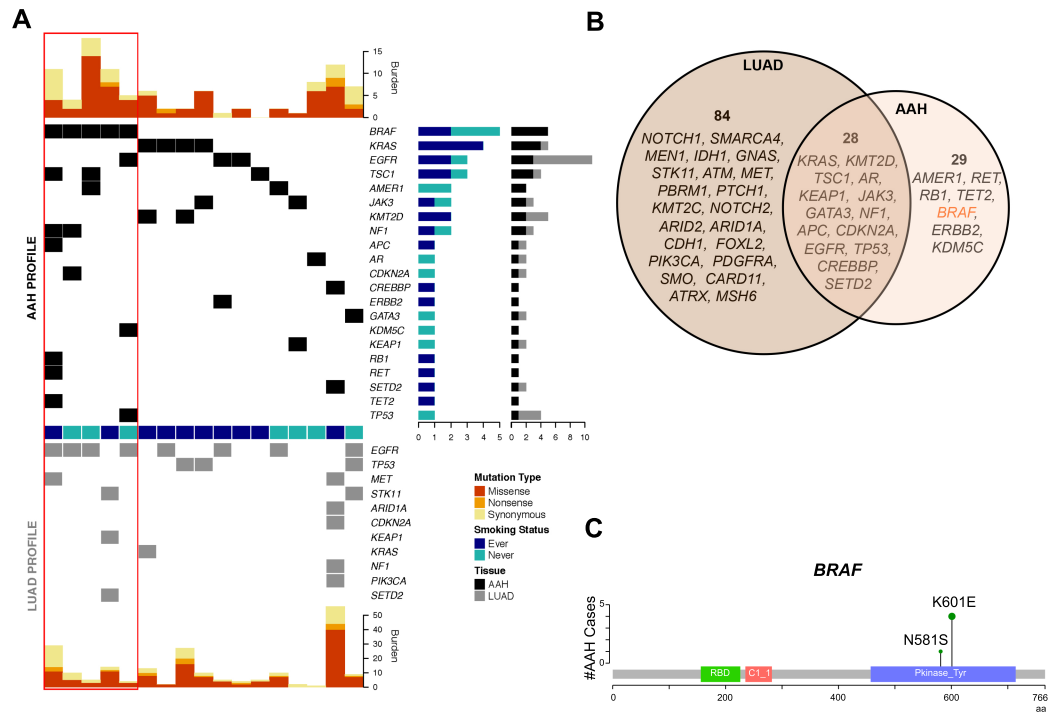 A
15
10
5
0
Burden
AAH PROFILE
BRAF
KRAS
EGFR
TSC1
AMER1
JAK3
KMT2D
NF1
APC
AR
CDKN2A
CREBBP
ERBB2
GATA3
KDM5C
KEAP1
RB1
RET
SETD2
TET2
TP53
0 1 2 3 4 5
0 2 4 6 8 10
LUAD PROFILE
EGFR
TP53
MET
STK11
ARID1A
CDKN2A
KEAP1
KRAS
NF1
PIK3CA
SETD2
50
40
30
20
10
0
Burden
Mutation Type
Missense
Nonsense
Synonymous
Smoking Status
Ever
Never
Tissue
AAH
LUAD
B
LUAD
84
NOTCH1, SMARCA4,
MEN1, IDH1, GNAS,
STK11, ATM, MET,
PBRM1, PTCH1,
KMT2C, NOTCH2,
ARID2, ARID1A,
CDH1, FOXL2,
PIK3CA, PDGFRA,
SMO, CARD11,
ATRX, MSH6
28
KRAS, KMT2D,
TSC1, AR,
KEAP1, JAK3,
GATA3, NF1,
APC, CDKN2A,
EGFR, TP53,
CREBBP,
SETD2
AAH
29
AMER1, RET,
RB1, TET2,
BRAF,
ERBB2,
KDM5C
C
BRAF
#AAH Cases
5
0
K601E
N581S
RBD
C1_1
Pkinase_Tyr
0 200 400 600 766
aa